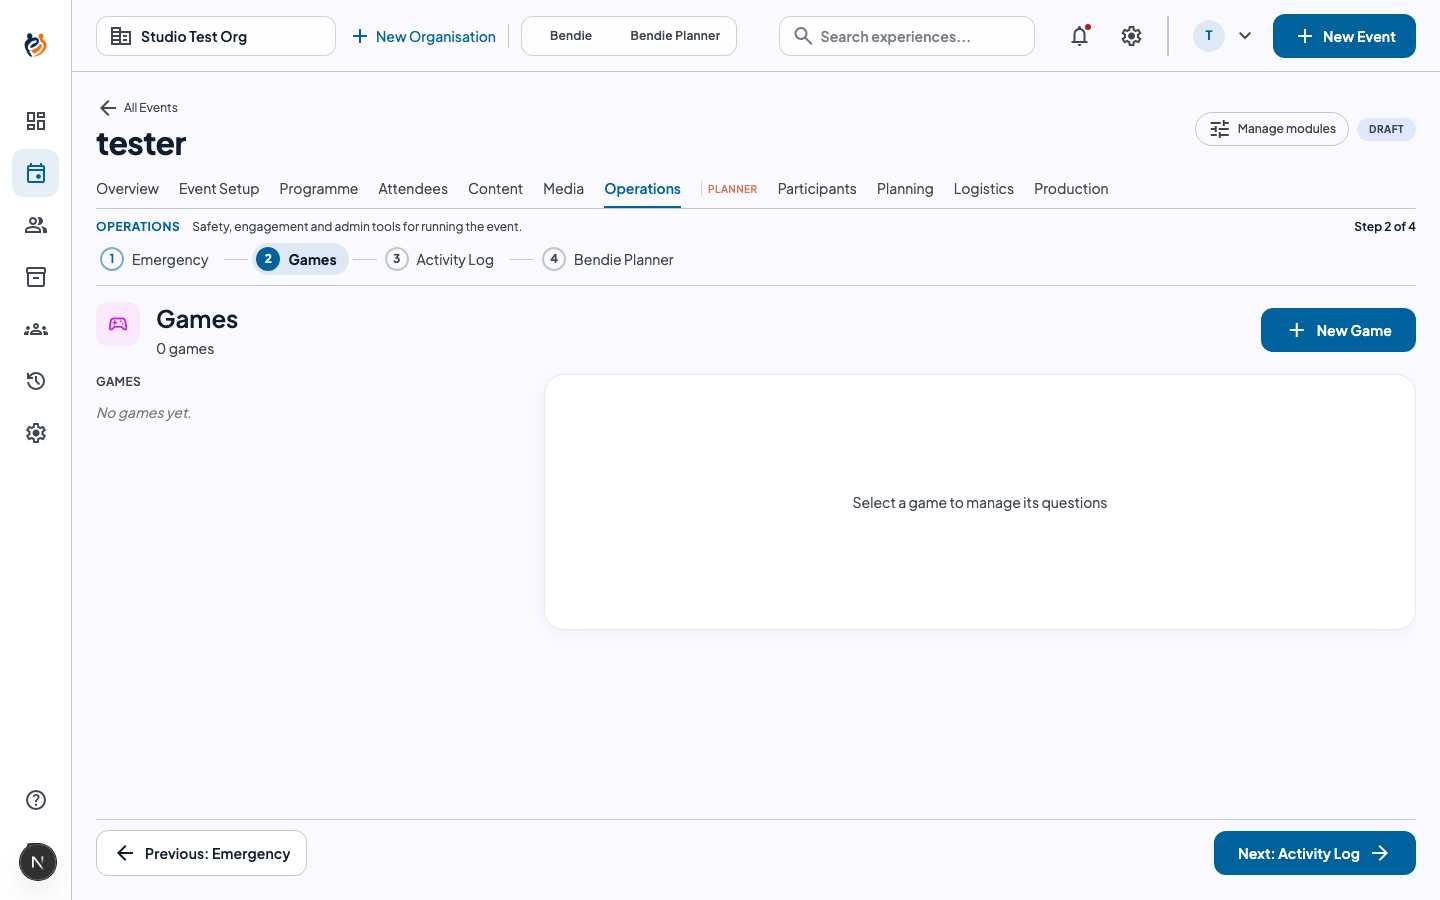 Studio Test Org
New Organisation
Bendie
Bendie Planner
Search experiences...
T
New Event
All Events
tester
Manage modules
DRAFT
Overview
Event Setup
Programme
Attendees
Content
Media
Operations
PLANNER
Participants
Planning
Logistics
Production
OPERATIONS
Safety, engagement and admin tools for running the event.
Step 2 of 4
1 Emergency
2 Games
3 Activity Log
4 Bendie Planner
Games
0 games
New Game
GAMES
No games yet.
Select a game to manage its questions
N
Previous: Emergency
Next: Activity Log